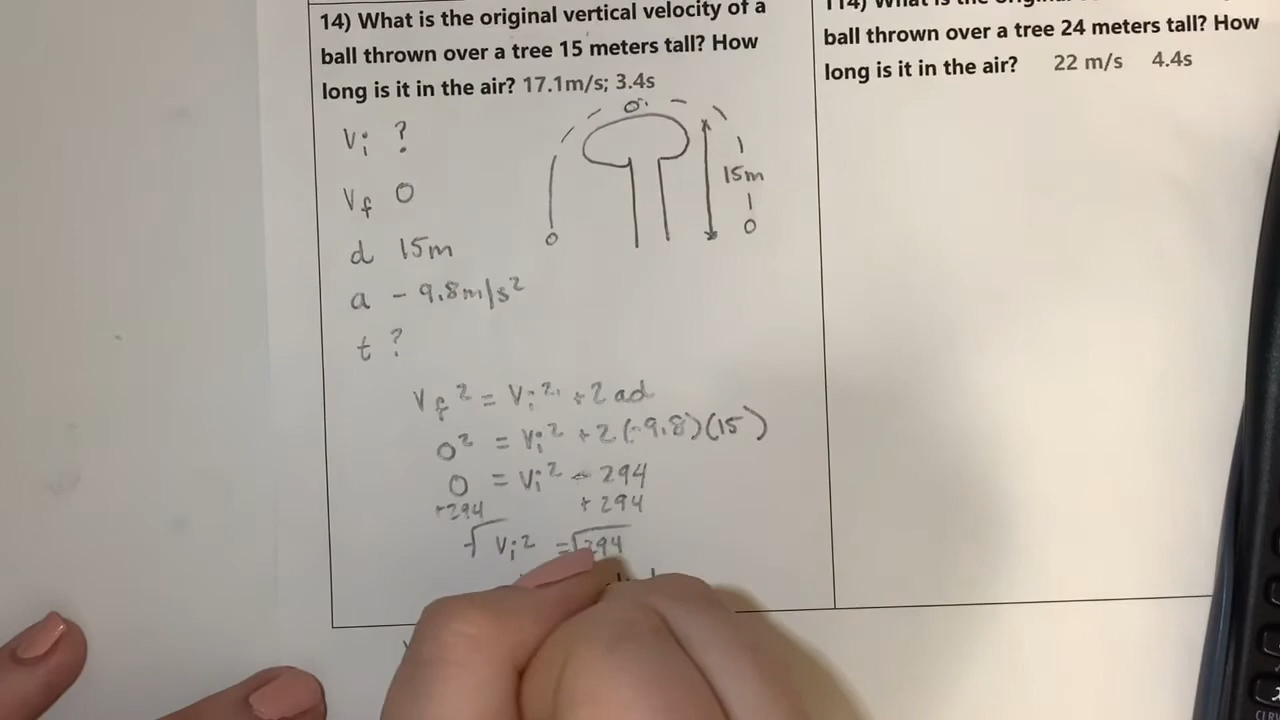 14) What is the original vertical velocity of a
ball thrown over a tree 15 meters tall? How
long is it in the air? 17.1m/s; 3.4s
Vi ?
Vf 0
d 15m
a - 9.8m/s²
t ?
15m
Vf² = Vi² + 2ad
0² = Vi² + 2(-9.8)(15)
0 = Vi² - 294
+294 + 294
√Vi² = √294
ball thrown over a tree 24 meters tall? How
long is it in the air? 22 m/s 4.4s